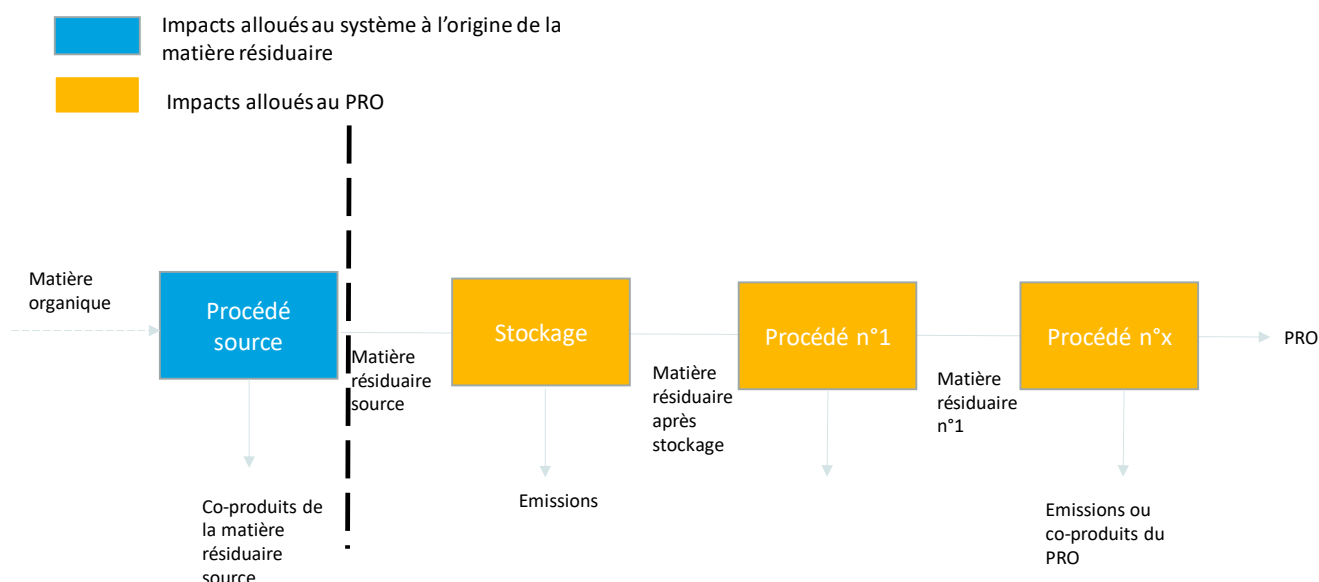 Impacts alloués au système à l'origine de la
matière résiduaire
Impacts alloués au PRO
Matière
organique
Procédé
source
Matière
résiduaire
source
Co-produits de
la matière
résiduaire
source
Stockage
Emissions
Matière
résiduaire
après
stockage
Procédé n°1
Matière
résiduaire
n°1
Procédé n°x
Emissions ou
co-produits du
PRO
PRO